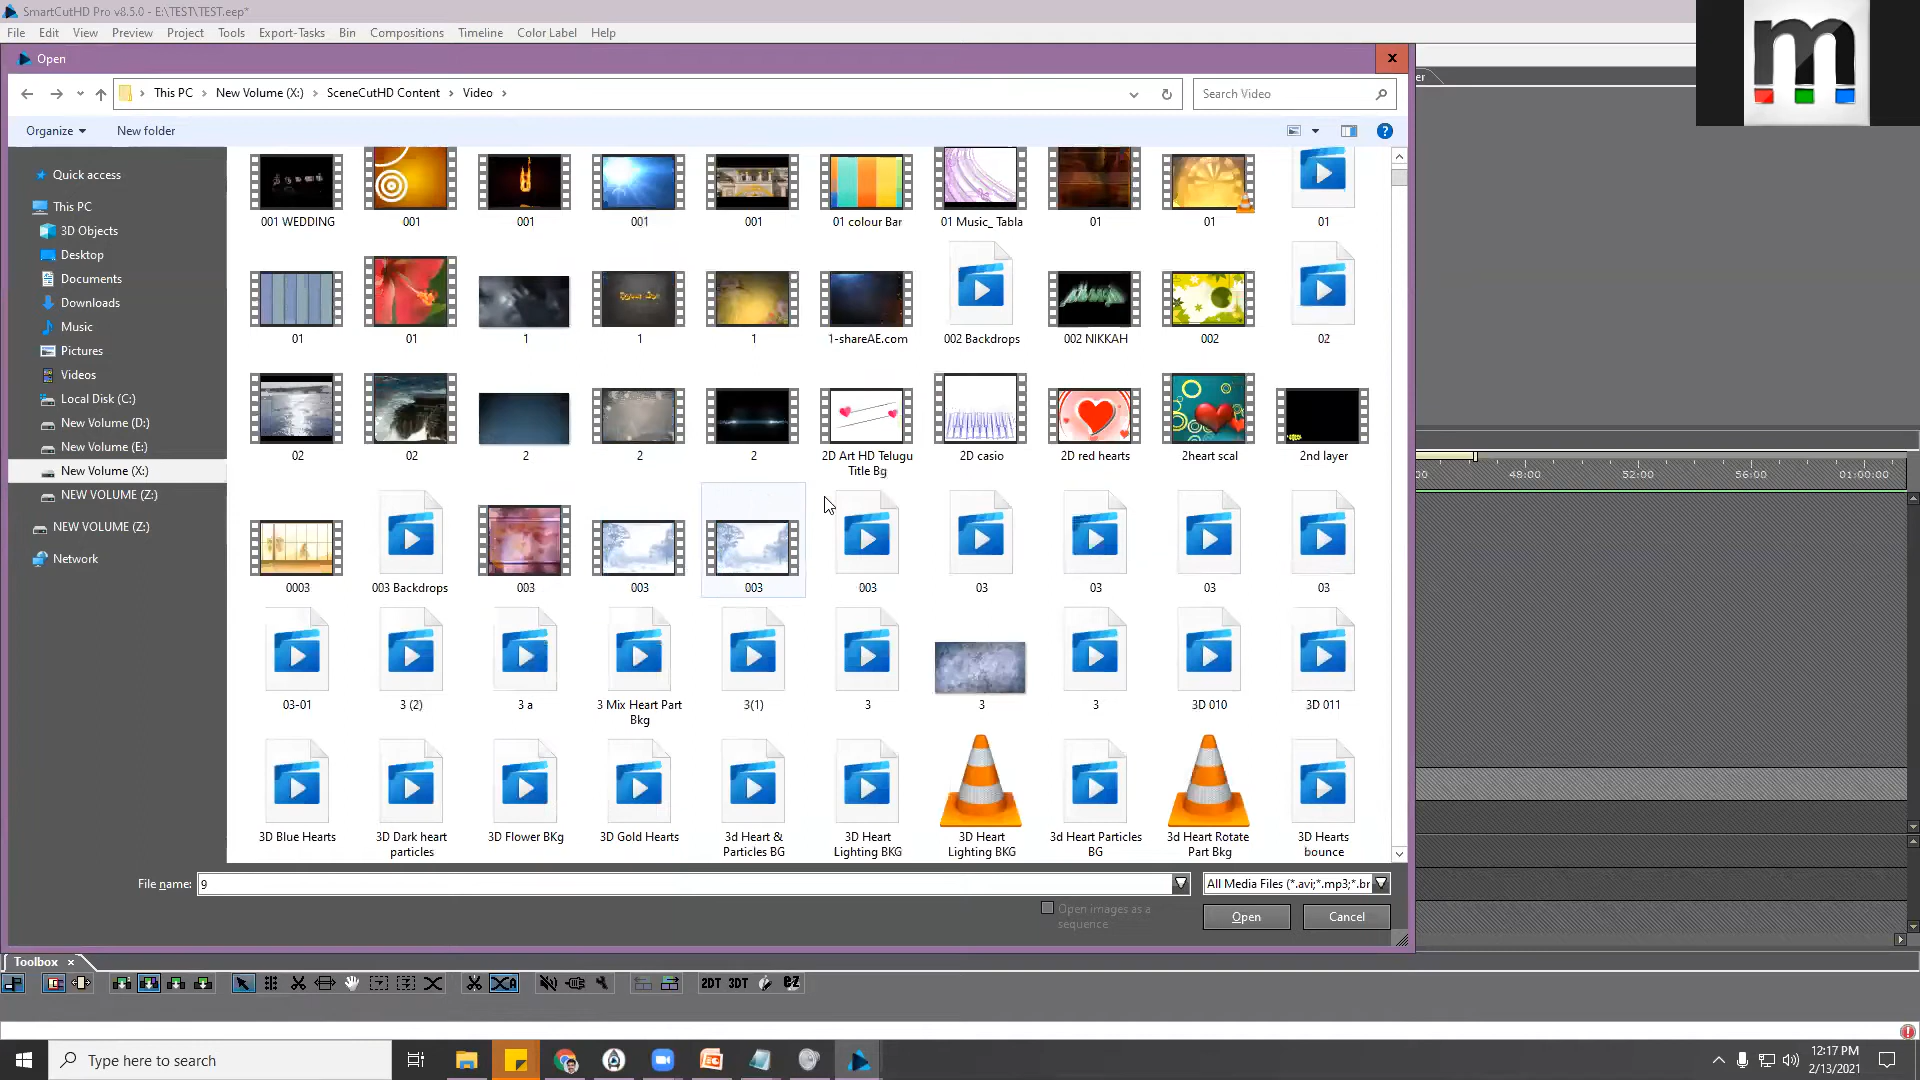 SmartCutHD Pro v8.5.0 - E:\TEST\TEST.eep*
File Edit View Preview Project Tools Export-Tasks Bin Compositions Timeline Color Label Help
Open
This PC > New Volume (X:) > SceneCutHD Content > Video >
Search Video
Organize New folder
Quick access
This PC
3D Objects
Desktop
Documents
Downloads
Music
Pictures
Videos
Local Disk (C:)
New Volume (D:)
New Volume (E:)
New Volume (X:)
NEW VOLUME (Z:)
NEW VOLUME (Z:)
Network
001 WEDDING 001 001 001 001 01 colour Bar 01 Music_ Tabla 01 01 01
01 01 1 1 1 1-shareAE.com 002 Backdrops 002 NIKKAH 002 02
02 02 2 2 2 2D Art HD Telugu Title Bg 2D casio 2D red hearts 2heart scal 2nd layer
0003 003 Backdrops 003 003 003 003 03 03 03 03
03-01 3 (2) 3 a 3 Mix Heart Part Bkg 3(1) 3 3 3 3D 010 3D 011
3D Blue Hearts 3D Dark heart particles 3D Flower BKg 3D Gold Hearts 3d Heart & Particles BG 3D Heart Lighting BKG 3D Heart Lighting BKG 3d Heart Particles BG 3d Heart Rotate Part Bkg 3D Hearts bounce
File name: 9
All Media Files (*.avi;*.mp3;*.br
Open images as a sequence
Open Cancel
m
er
00 48:00 52:00 56:00 01:00:00
Toolbox ×
2DT 3DT
Type here to search
12:17 PM
2/13/2021